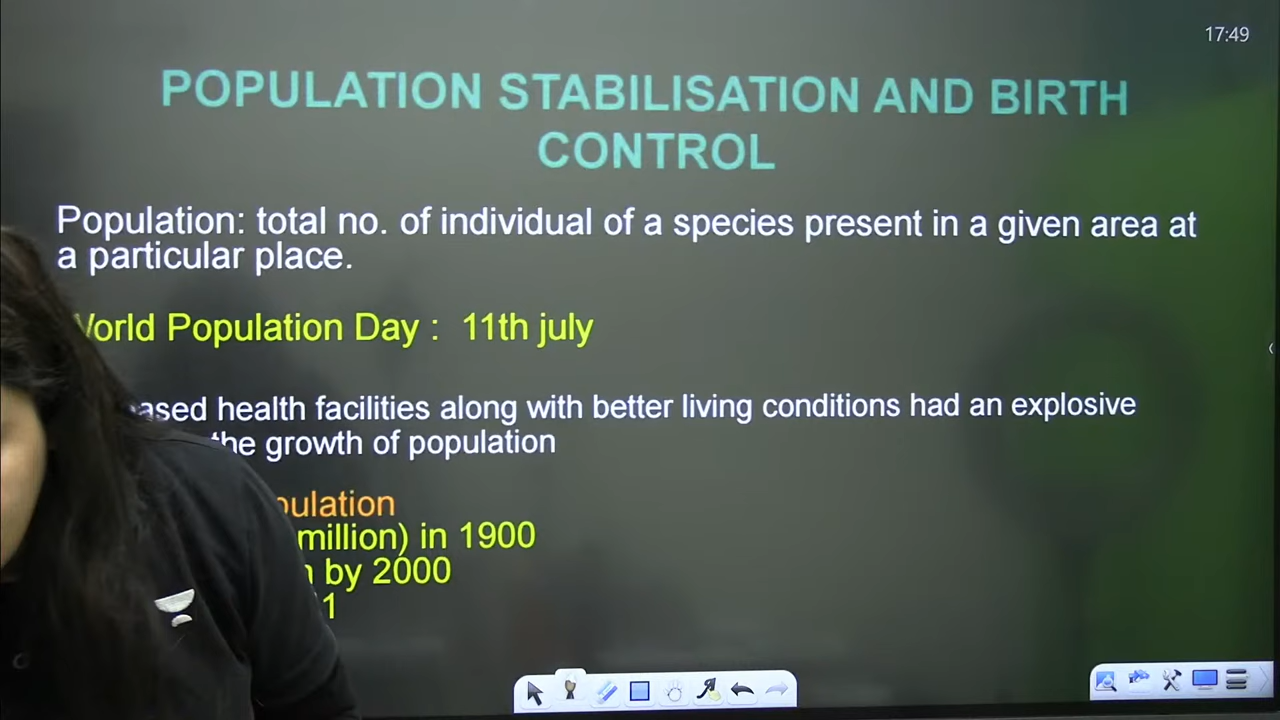 17:49
POPULATION STABILISATION AND BIRTH
CONTROL
Population: total no. of individual of a species present in a given area at
a particular place.
World Population Day : 11th july
health facilities along with better living conditions had an explosive
the growth of population
million) in 1900
by 2000